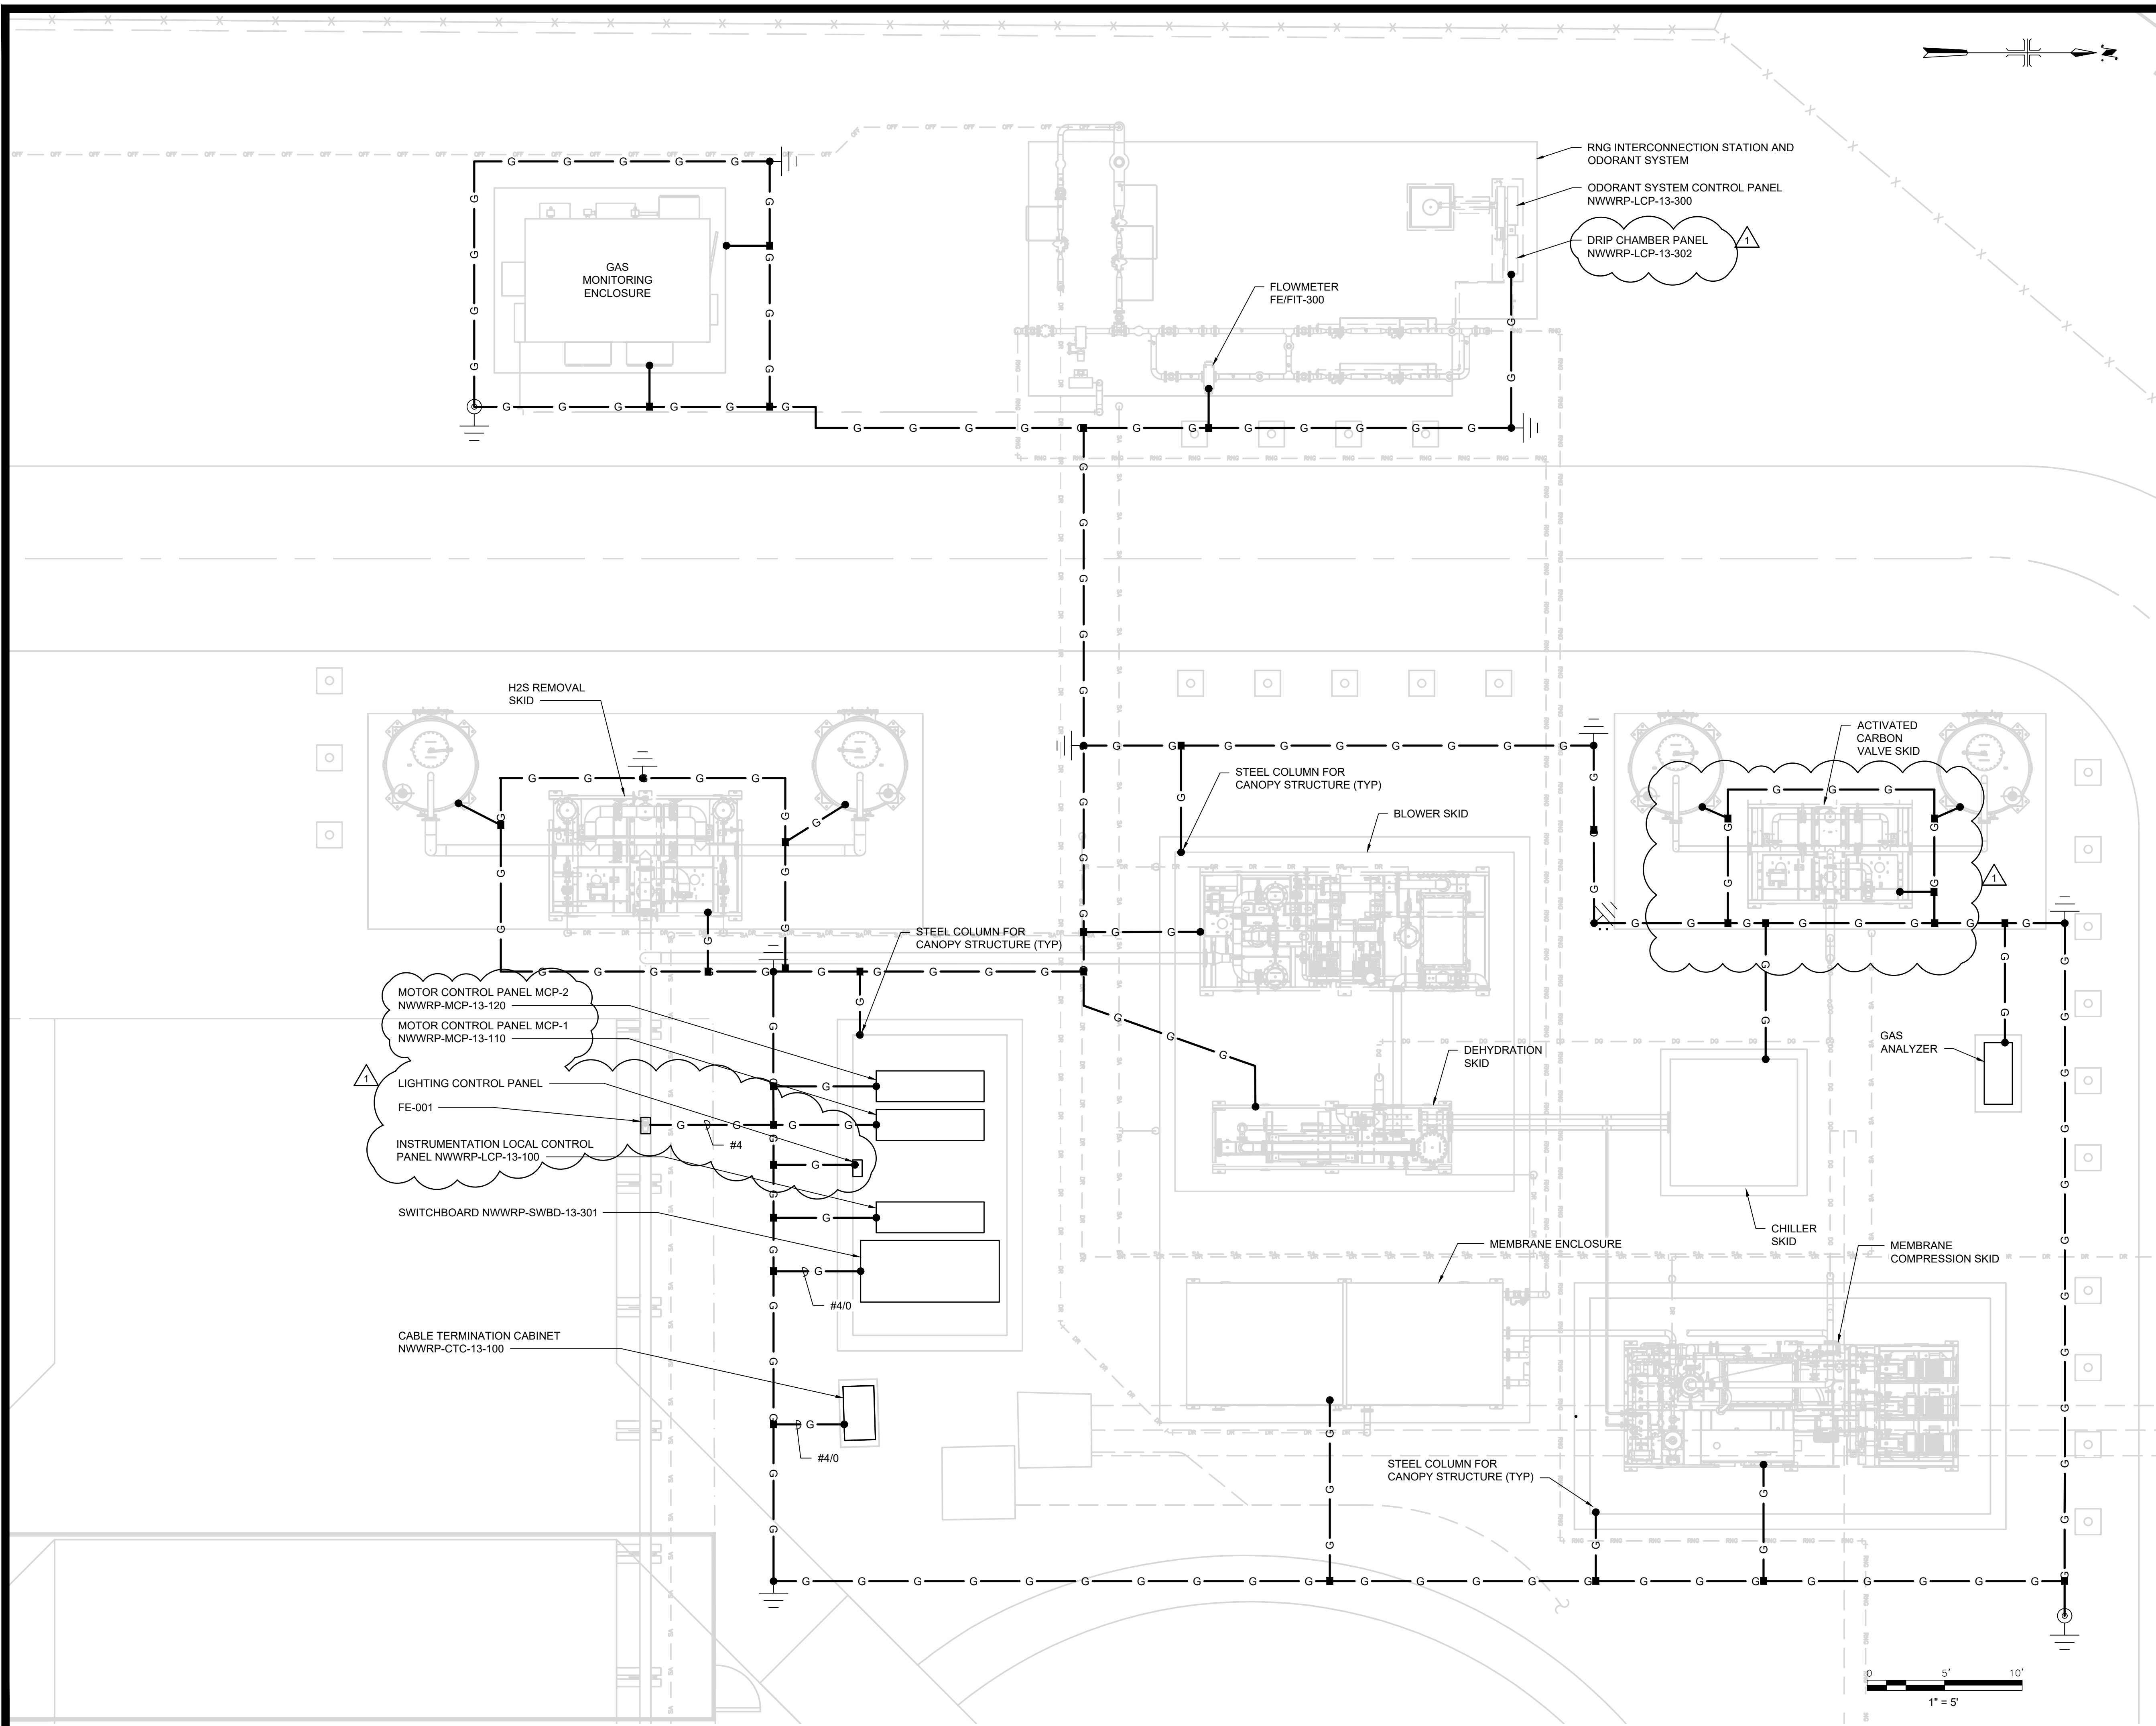 N
RNG INTERCONNECTION STATION AND
ODORANT SYSTEM
ODORANT SYSTEM CONTROL PANEL
NWWRP-LCP-13-300
DRIP CHAMBER PANEL
NWWRP-LCP-13-302
1
GAS
MONITORING
ENCLOSURE
FLOWMETER
FE/FIT-300
H2S REMOVAL
SKID
ACTIVATED
CARBON
VALVE SKID
STEEL COLUMN FOR
CANOPY STRUCTURE (TYP)
BLOWER SKID
1
STEEL COLUMN FOR
CANOPY STRUCTURE (TYP)
MOTOR CONTROL PANEL MCP-2
NWWRP-MCP-13-120
MOTOR CONTROL PANEL MCP-1
NWWRP-MCP-13-110
1
LIGHTING CONTROL PANEL
FE-001
#4
INSTRUMENTATION LOCAL CONTROL
PANEL NWWRP-LCP-13-100
SWITCHBOARD NWWRP-SWBD-13-301
#4/0
CABLE TERMINATION CABINET
NWWRP-CTC-13-100
#4/0
DEHYDRATION
SKID
GAS
ANALYZER
CHILLER
SKID
MEMBRANE ENCLOSURE
MEMBRANE
COMPRESSION SKID
STEEL COLUMN FOR
CANOPY STRUCTURE (TYP)
0 5' 10'
1" = 5'